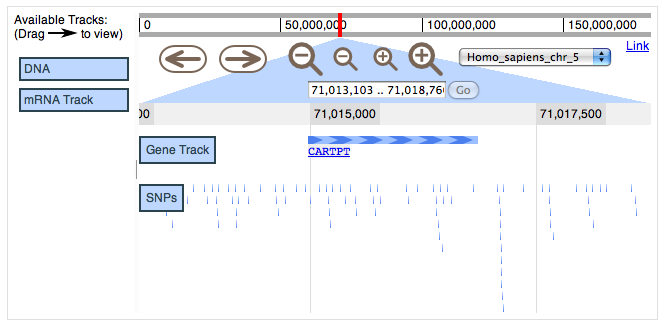 Available Tracks:
(Drag → to view)
0 50,000,000 100,000,000 150,000,000
Link
Homo_sapiens_chr_5
DNA
mRNA Track
71,013,103 .. 71,018,76
Go
00 71,015,000 71,017,500
Gene Track
CARTPT
SNPs